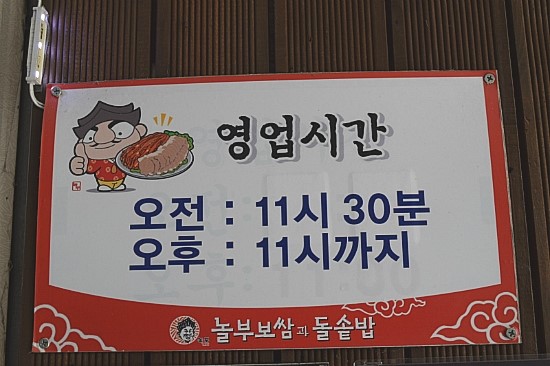 영업시간
오전 : 11시 30분
오후 : 11시까지
놀부보쌈과 돌솥밥